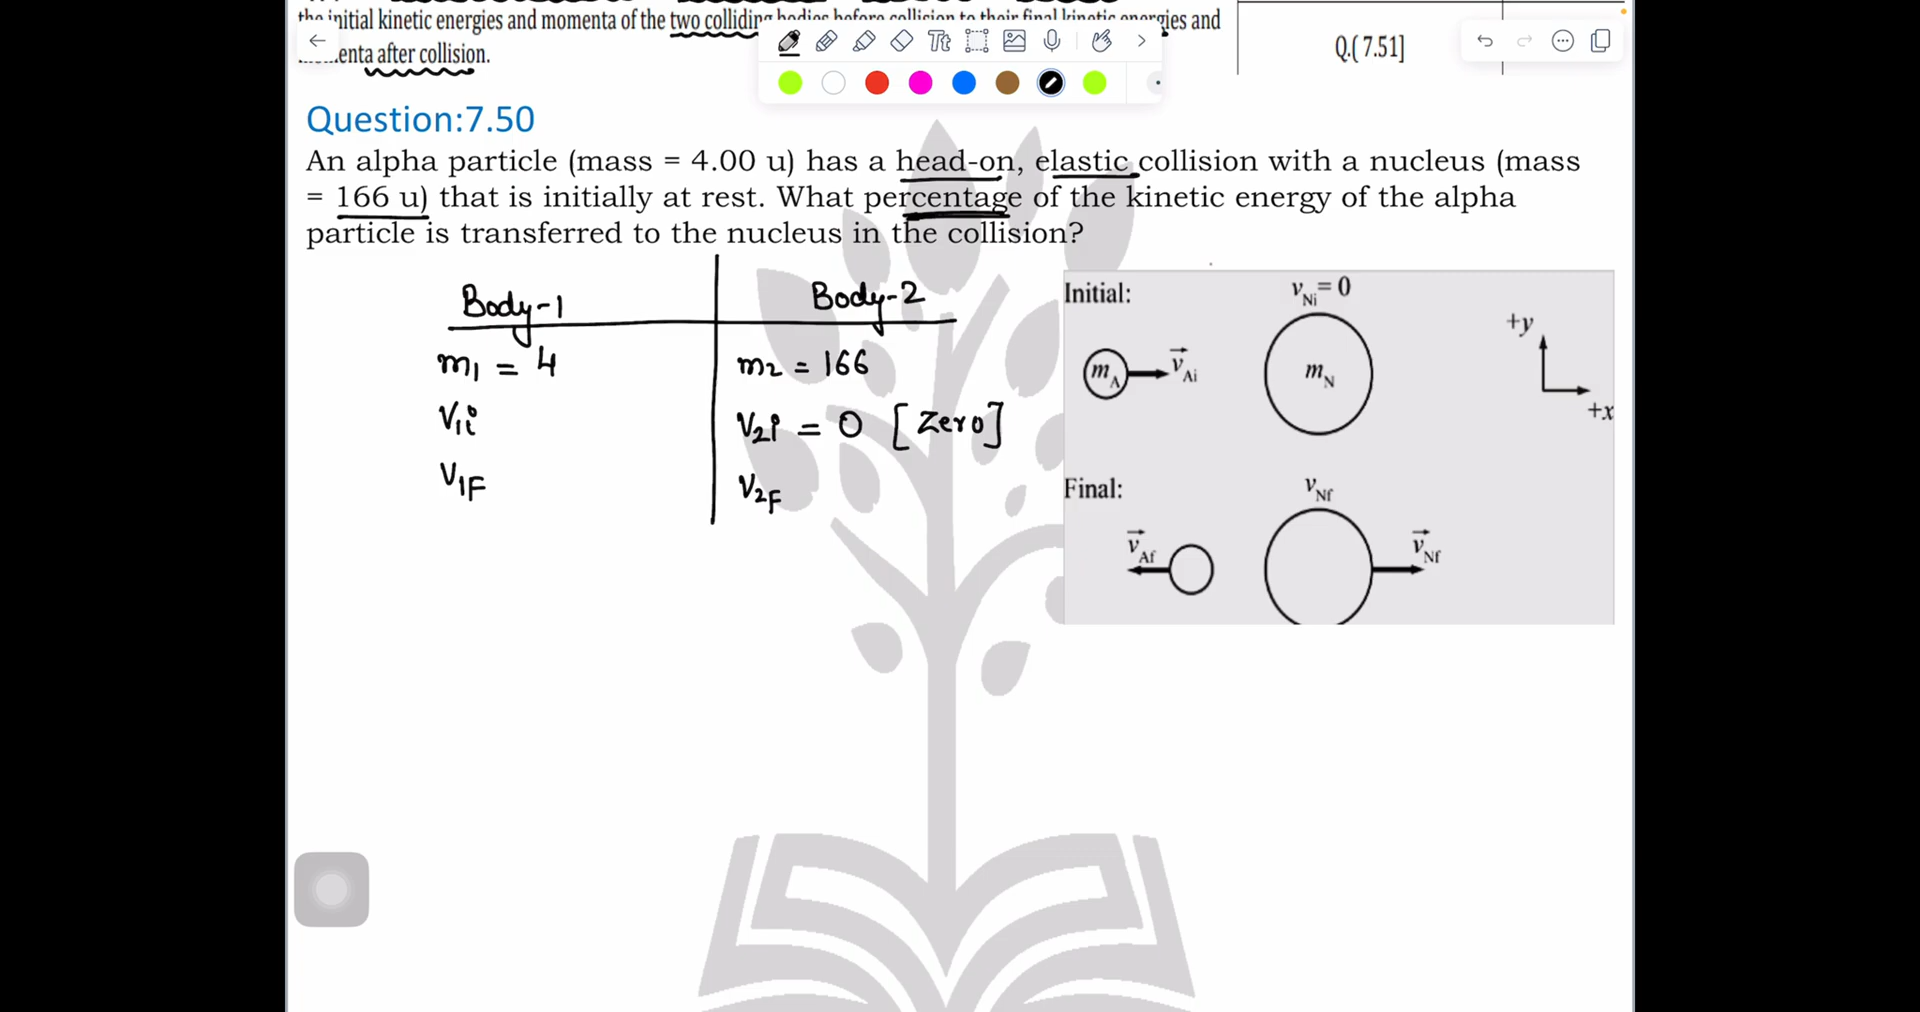 the initial kinetic energies and momenta of the two colliding bodies before collision to their final kinetic energies and
enta after collision.
Q.( 7.51]
Tt
Question:7.50
An alpha particle (mass = 4.00 u) has a head-on, elastic collision with a nucleus (mass
= 166 u) that is initially at rest. What percentage of the kinetic energy of the alpha
particle is transferred to the nucleus in the collision?
Body-1
Body-2
m1 = 4
m2 = 166
V1i
V2i = 0 [Zero]
V1F
V2F
Initial:
vNi = 0
mA
vAi
mN
+y
+x
Final:
vNf
vAf
vNf